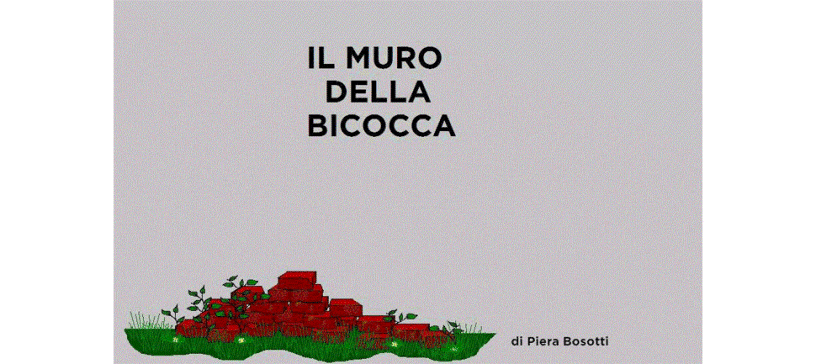 IL MURO
DELLA
BICOCCA
di Piera Bosotti